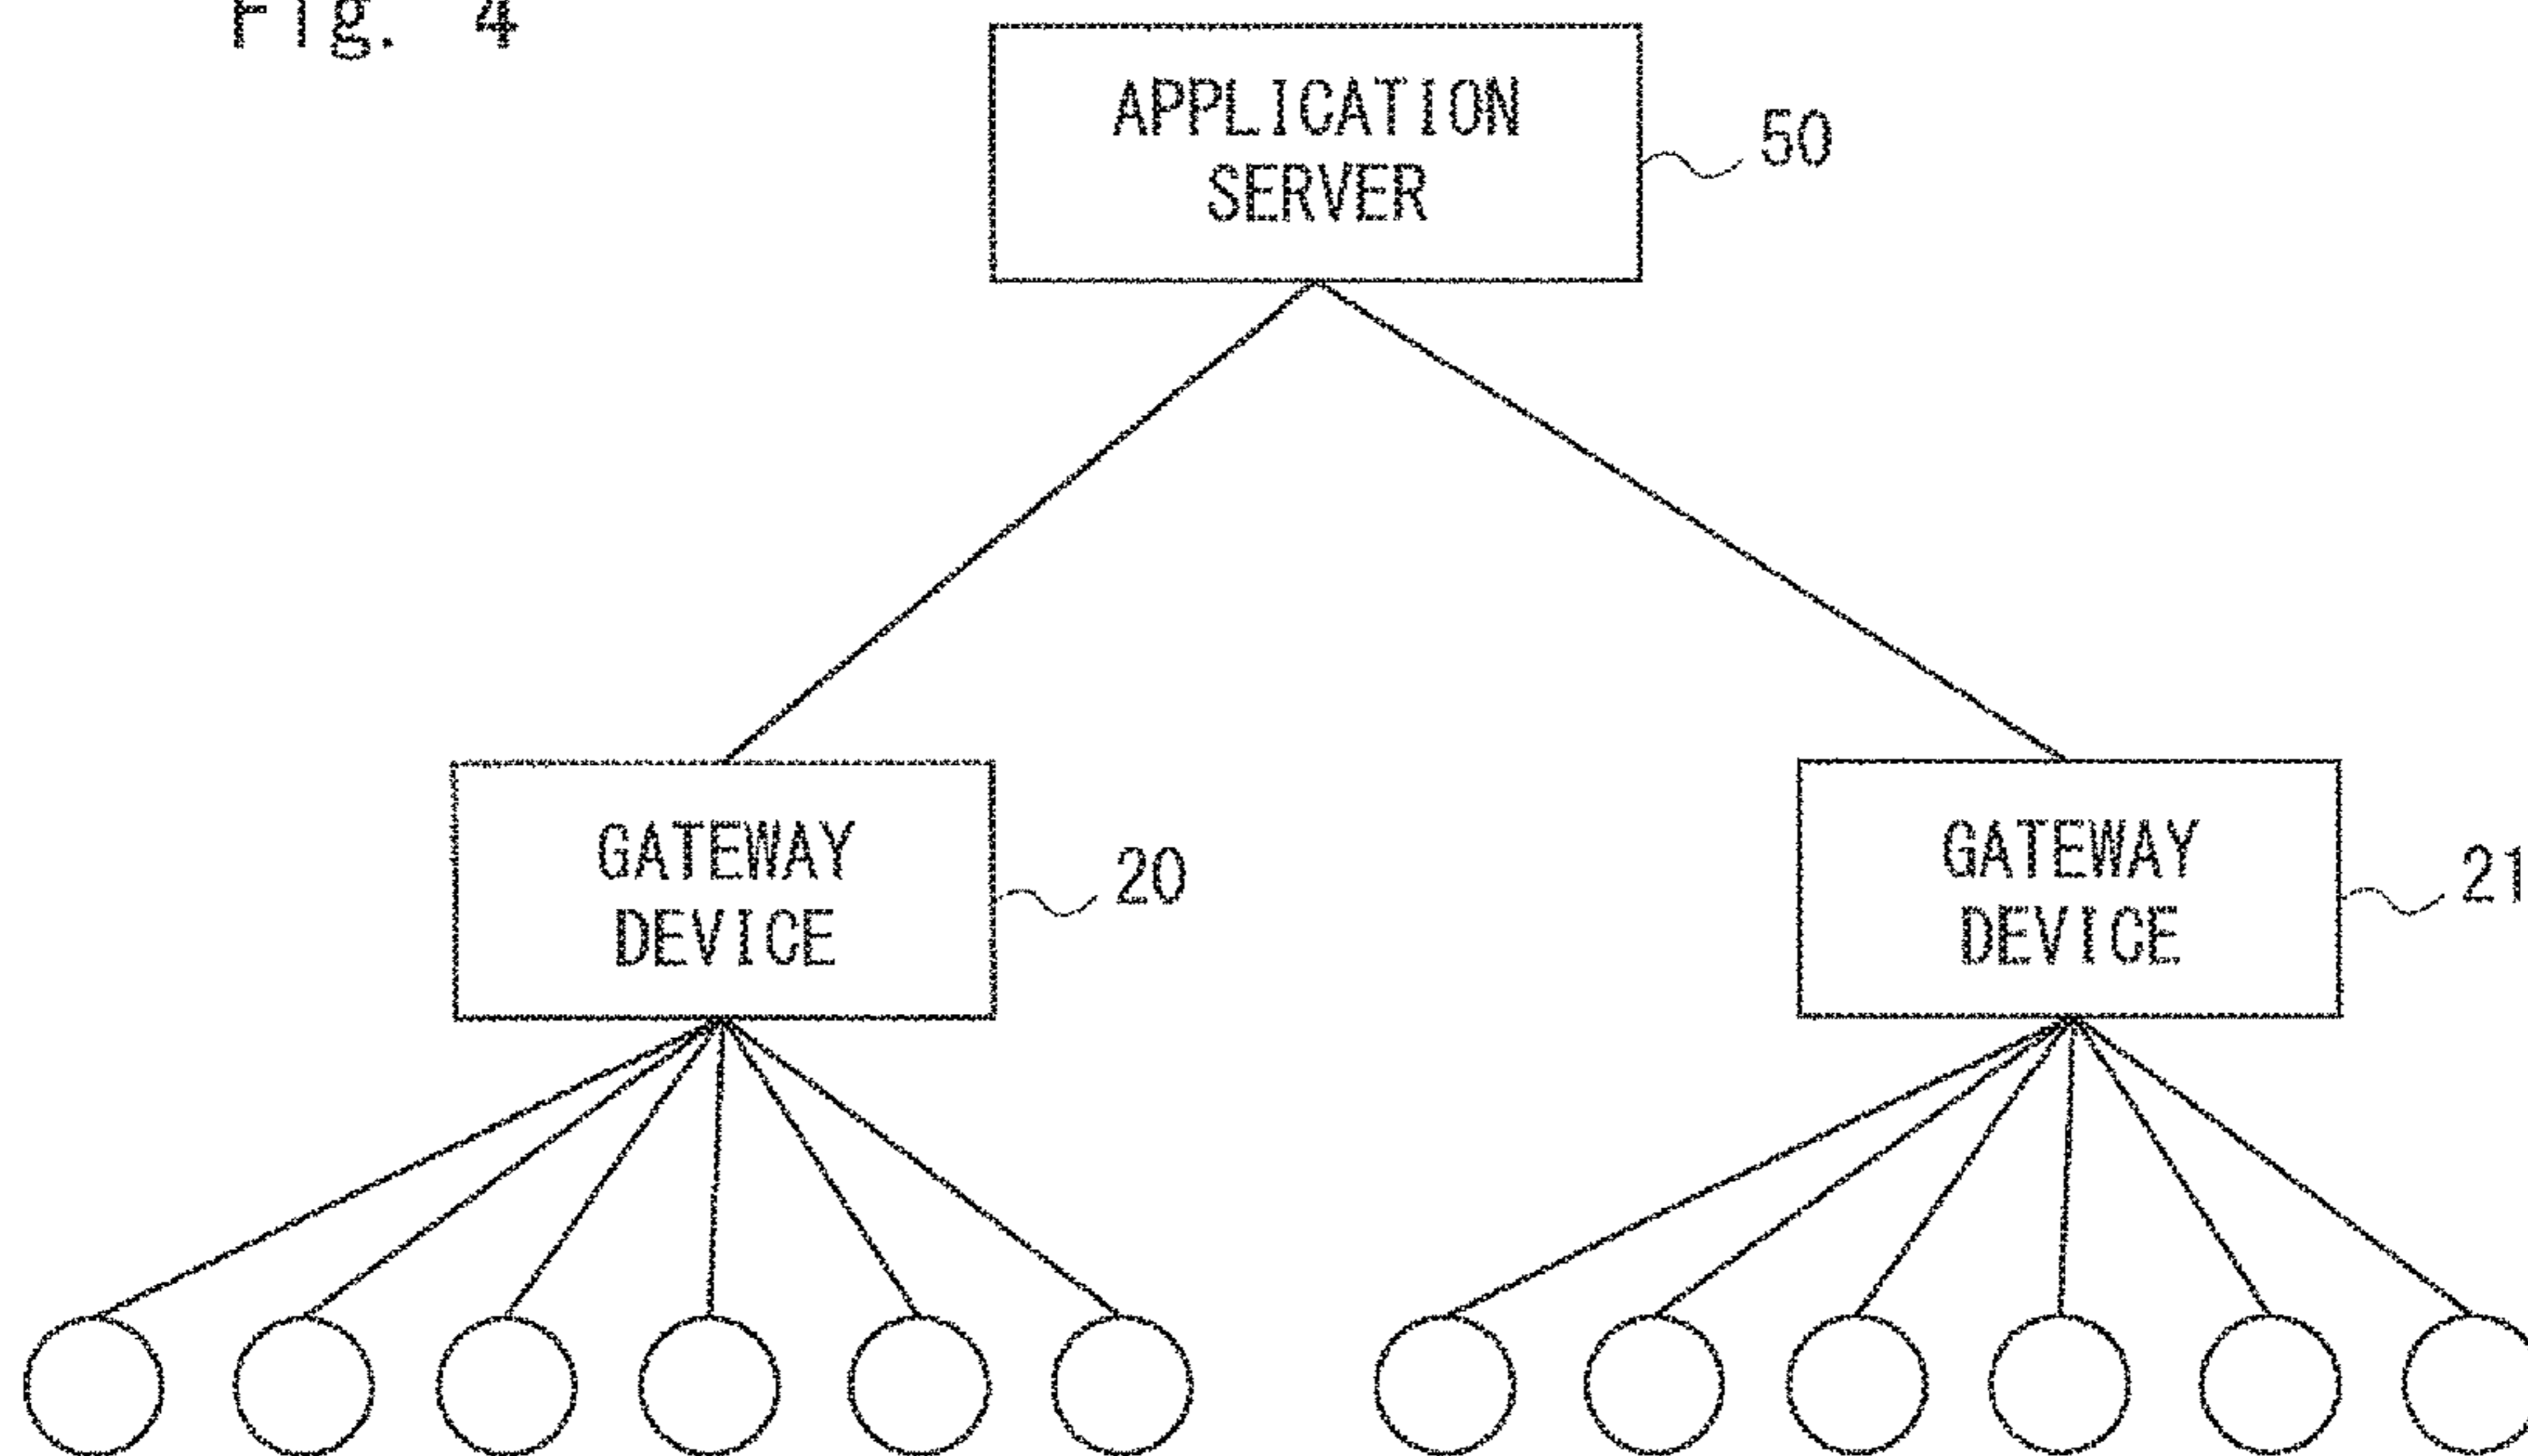 Fig. 4
APPLICATION
SERVER
50
GATEWAY
DEVICE
20
GATEWAY
DEVICE
21